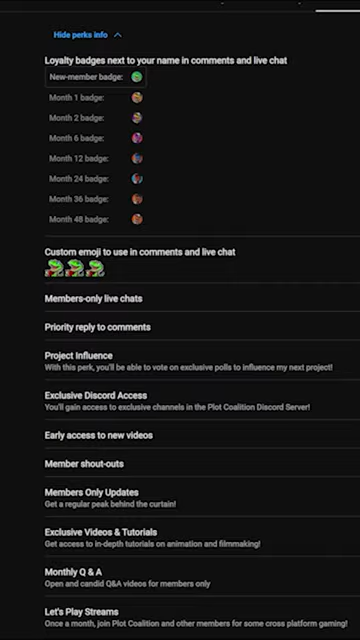 Hide perks info
Loyalty badges next to your name in comments and live chat
New-member badge:
Month 1 badge:
Month 2 badge:
Month 6 badge:
Month 12 badge:
Month 24 badge:
Month 36 badge:
Month 48 badge:
Custom emoji to use in comments and live chat
Members-only live chats
Priority reply to comments
Project Influence
With this perk, you'll be able to vote on exclusive polls to influence my next project!
Exclusive Discord Access
You'll gain access to exclusive channels in the Plot Coalition Discord Server!
Early access to new videos
Member shout-outs
Members Only Updates
Get a regular peak behind the curtain!
Exclusive Videos & Tutorials
Get access to in-depth tutorials on animation and filmmaking!
Monthly Q & A
Open and candid Q&A videos for members only
Let's Play Streams
Once a month, join Plot Coalition and other members for some cross platform gaming!